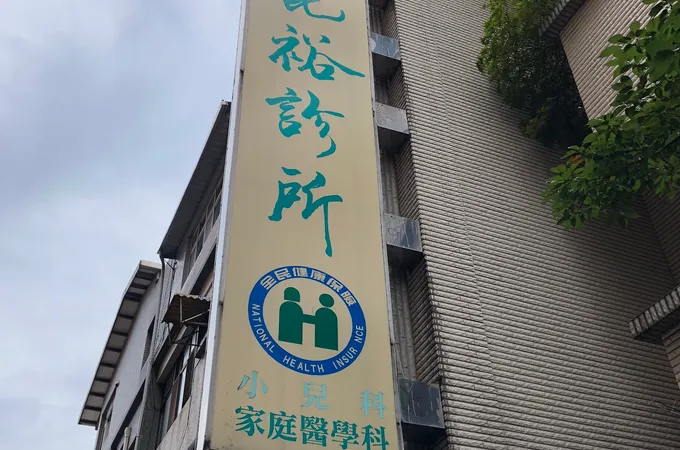 裕
診
所
全民健康保險
NATIONAL HEALTH INSUR NCE
小兒科
家庭醫學科